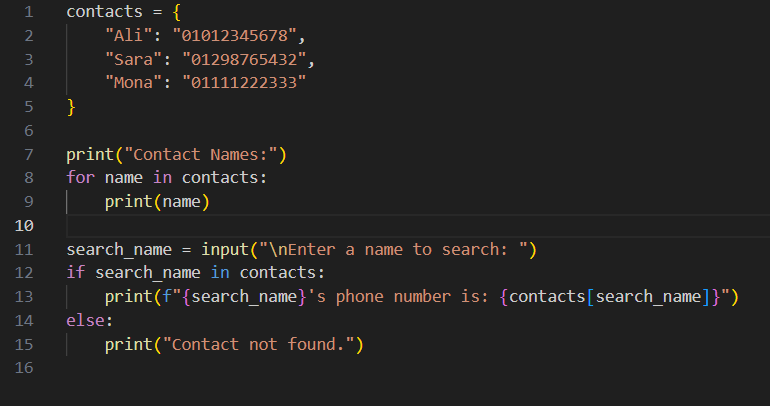 1 contacts = {
2     "Ali": "01012345678",
3     "Sara": "01298765432",
4     "Mona": "01111222333"
5 }
6
7 print("Contact Names:")
8 for name in contacts:
9     print(name)
10
11 search_name = input("\nEnter a name to search: ")
12 if search_name in contacts:
13     print(f"{search_name}'s phone number is: {contacts[search_name]}")
14 else:
15     print("Contact not found.")
16